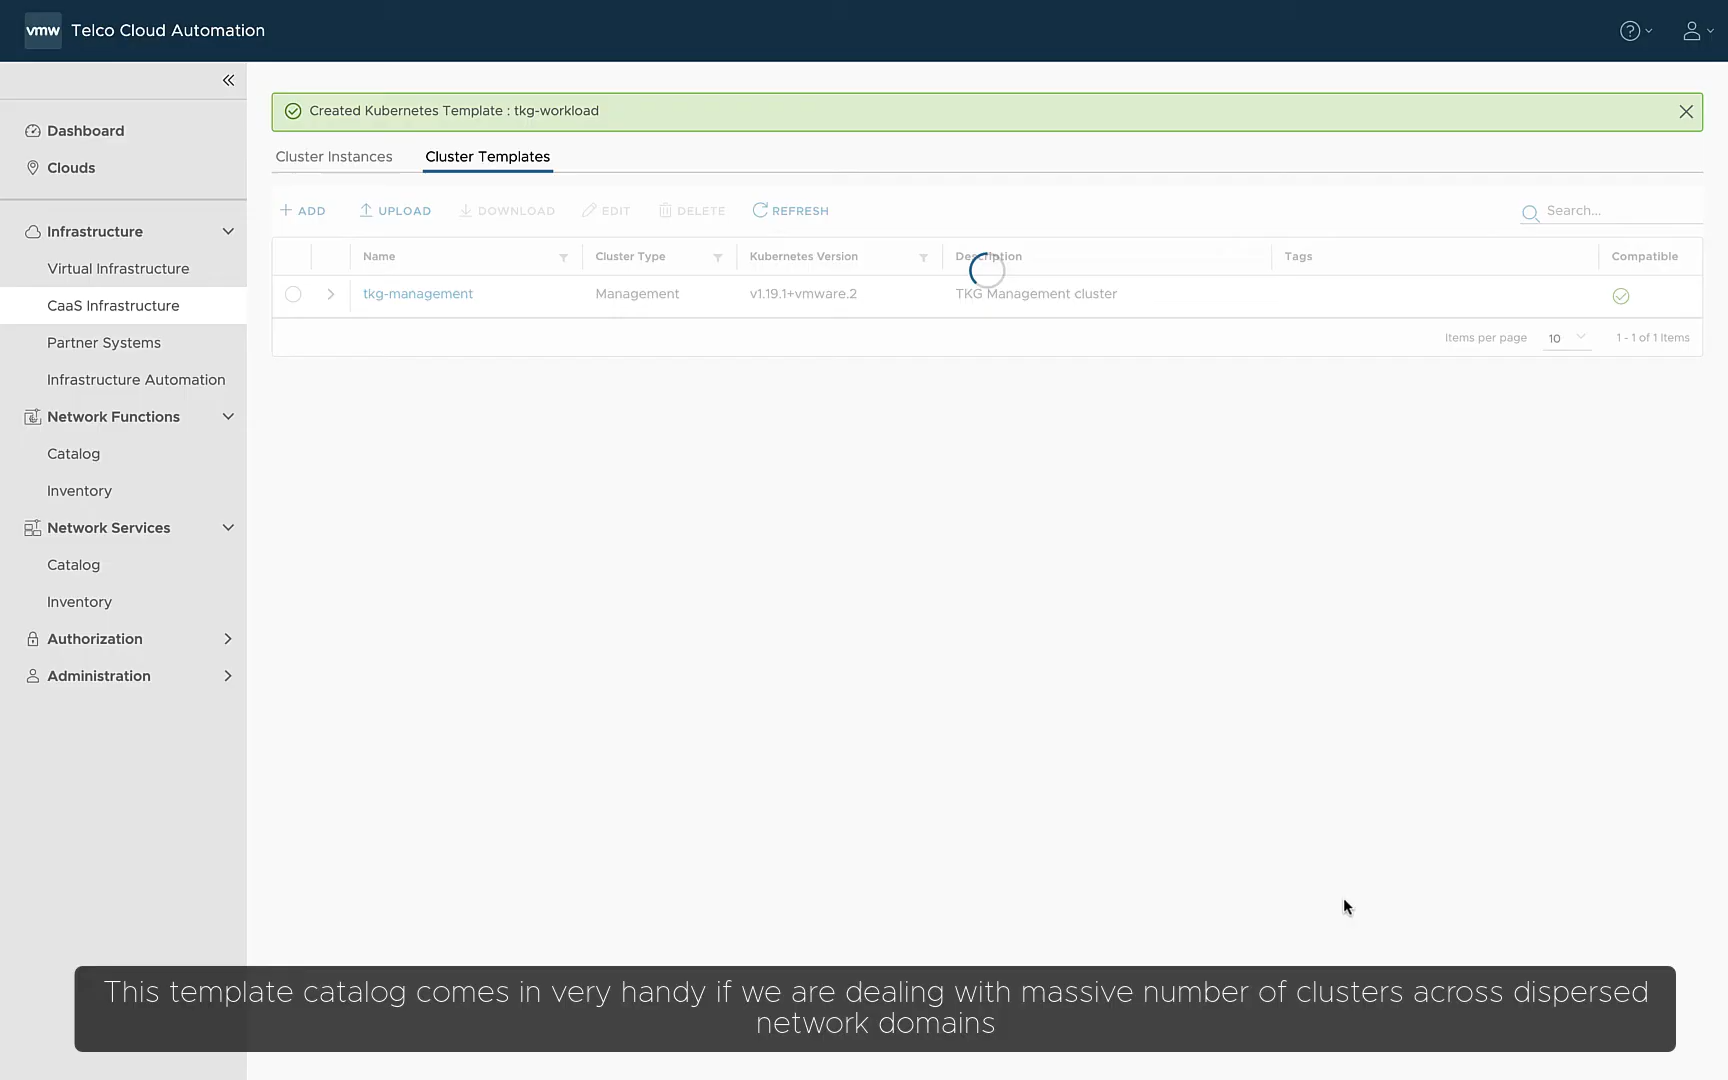 vmw Telco Cloud Automation
Created Kubernetes Template : tkg-workload
Dashboard
Clouds
Infrastructure
Virtual Infrastructure
CaaS Infrastructure
Partner Systems
Infrastructure Automation
Network Functions
Catalog
Inventory
Network Services
Catalog
Inventory
Authorization
Administration
Cluster Instances Cluster Templates
ADD UPLOAD DOWNLOAD EDIT DELETE REFRESH Search...
Name Cluster Type Kubernetes Version Description Tags Compatible
tkg-management Management v1.19.1+vmware.2 TKG Management cluster
Items per page 10 1 - 1 of 1 Items
This template catalog comes in very handy if we are dealing with massive number of clusters across dispersed
network domains